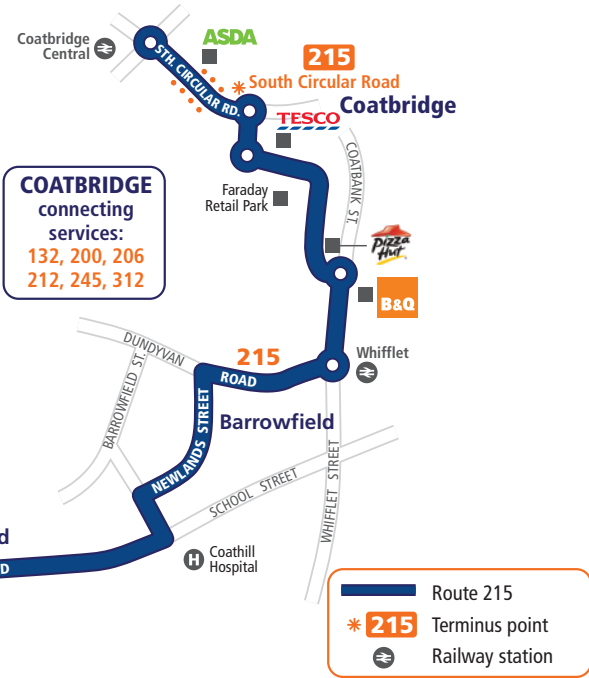 Coatbridge
Central
ASDA
215
South Circular Road
STH. CIRCULAR RD.
Coatbridge
TESCO
COATBANK ST.
Faraday
Retail Park
COATBRIDGE
connecting
services:
132, 200, 206
212, 245, 312
Pizza
Hut
B&Q
DUNDYVAN
215
ROAD
Whifflet
BARROWFIELD ST.
NEWLANDS STREET
Barrowfield
SCHOOL STREET
WHIFFLET STREET
d
D
H
Coathill
Hospital
Route 215
215
Terminus point
Railway station